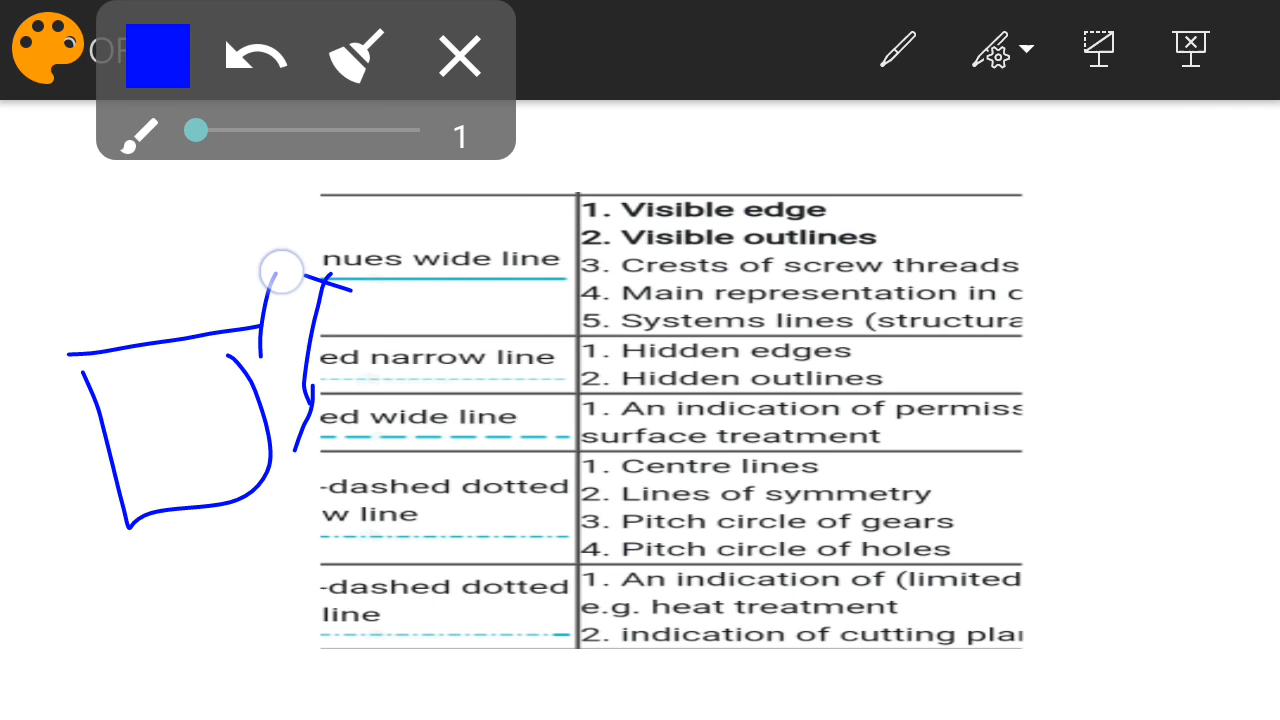 OF
1
nues wide line
1. Visible edge
2. Visible outlines
3. Crests of screw threads
4. Main representation in
5. Systems lines (structura
ed narrow line
1. Hidden edges
2. Hidden outlines
ed wide line
1. An indication of permiss
surface treatment
-dashed dotted
w line
1. Centre lines
2. Lines of symmetry
3. Pitch circle of gears
4. Pitch circle of holes
-dashed dotted
line
1. An indication of (limited
e.g. heat treatment
2. indication of cutting pla